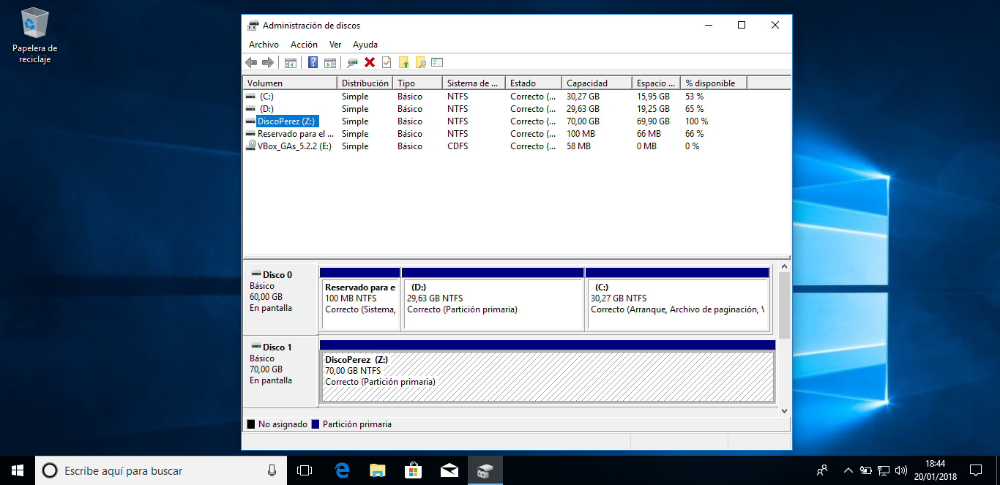 Papelera de
reciclaje
Administración de discos
Archivo Acción Ver Ayuda
Volumen Distribución Tipo Sistema de ... Estado Capacidad Espacio ... % disponible
(C:) Simple Básico NTFS Correcto (... 30,27 GB 15,95 GB 53 %
(D:) Simple Básico NTFS Correcto (... 29,63 GB 19,25 GB 65 %
DiscoPerez (Z:) Simple Básico NTFS Correcto (... 70,00 GB 69,90 GB 100 %
Reservado para el ... Simple Básico NTFS Correcto (... 100 MB 66 MB 66 %
VBox_GAs_5.2.2 (E:) Simple Básico CDFS Correcto (... 58 MB 0 MB 0 %
Disco 0
Básico
60,00 GB
En pantalla
Reservado para e
100 MB NTFS
Correcto (Sistema,
(D:)
29,63 GB NTFS
Correcto (Partición primaria)
(C:)
30,27 GB NTFS
Correcto (Arranque, Archivo de paginación, V
Disco 1
Básico
70,00 GB
En pantalla
DiscoPerez (Z:)
70,00 GB NTFS
Correcto (Partición primaria)
No asignado Partición primaria
Escribe aquí para buscar
18:44
20/01/2018